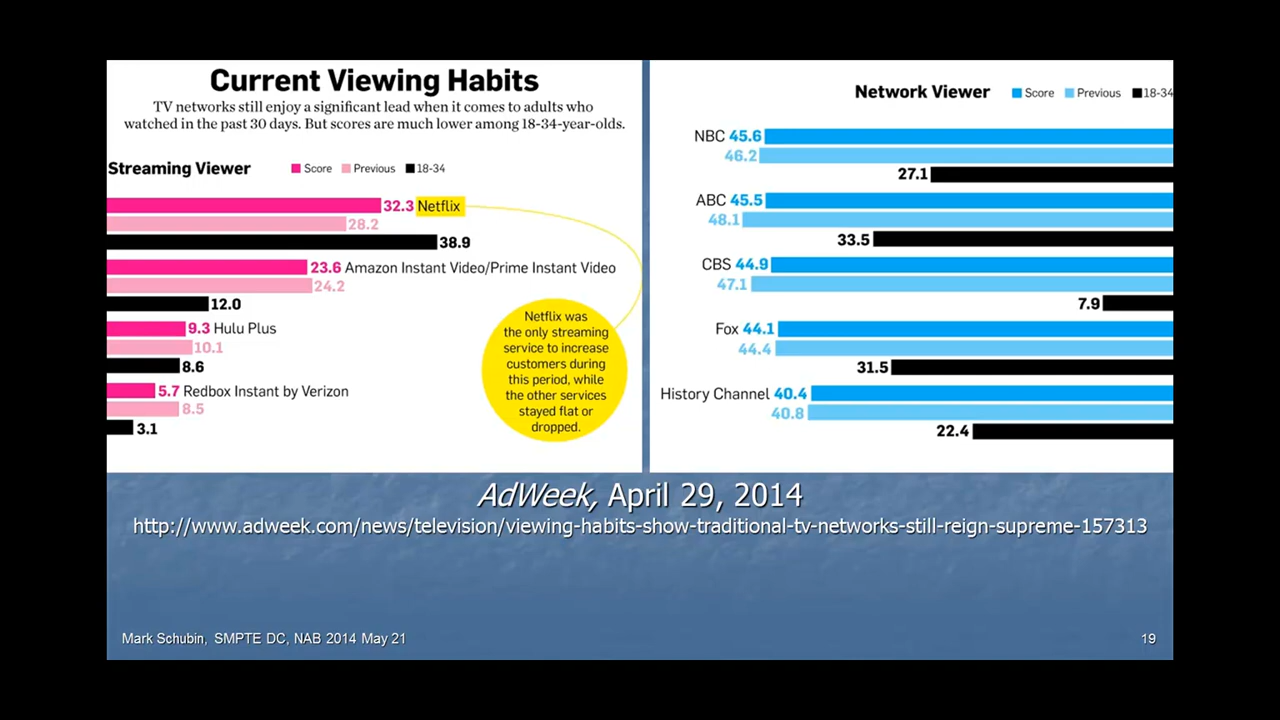 Current Viewing Habits
TV networks still enjoy a significant lead when it comes to adults who
watched in the past 30 days. But scores are much lower among 18-34-year-olds.
Streaming Viewer Score Previous 18-34
32.3 Netflix
28.2
38.9
23.6 Amazon Instant Video/Prime Instant Video
24.2
12.0
9.3 Hulu Plus
10.1
8.6
5.7 Redbox Instant by Verizon
8.5
3.1
Netflix was
the only streaming
service to increase
customers during
this period, while
the other services
stayed flat or
dropped.
Network Viewer Score Previous 18-34
NBC 45.6
46.2
27.1
ABC 45.5
48.1
33.5
CBS 44.9
47.1
7.9
Fox 44.1
44.4
31.5
History Channel 40.4
40.8
22.4
AdWeek, April 29, 2014
http://www.adweek.com/news/television/viewing-habits-show-traditional-tv-networks-still-reign-supreme-157313
Mark Schubin, SMPTE DC, NAB 2014 May 21
19